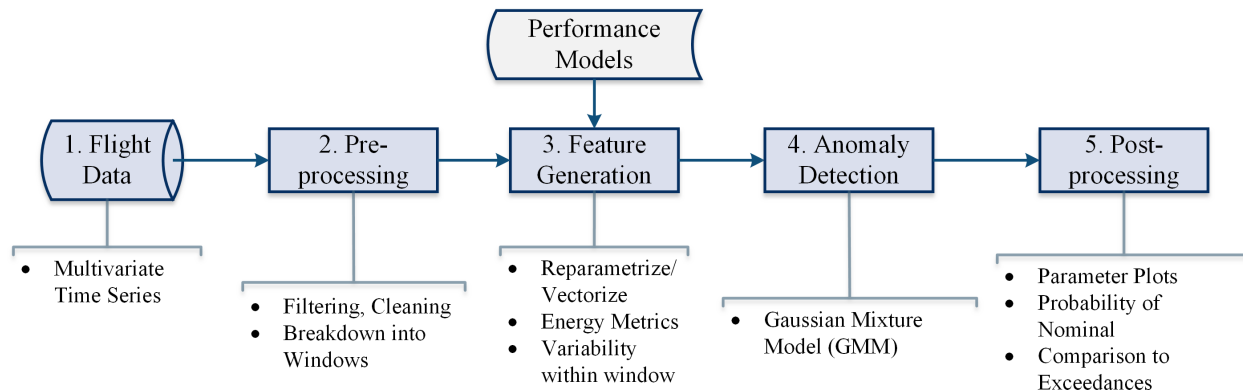 Performance
Models
1. Flight
Data
2. Pre-
processing
3. Feature
Generation
4. Anomaly
Detection
5. Post-
processing
• Multivariate
Time Series
• Filtering, Cleaning
• Breakdown into
Windows
• Reparametrize/
Vectorize
• Energy Metrics
• Variability
within window
• Gaussian Mixture
Model (GMM)
• Parameter Plots
• Probability of
Nominal
• Comparison to
Exceedances